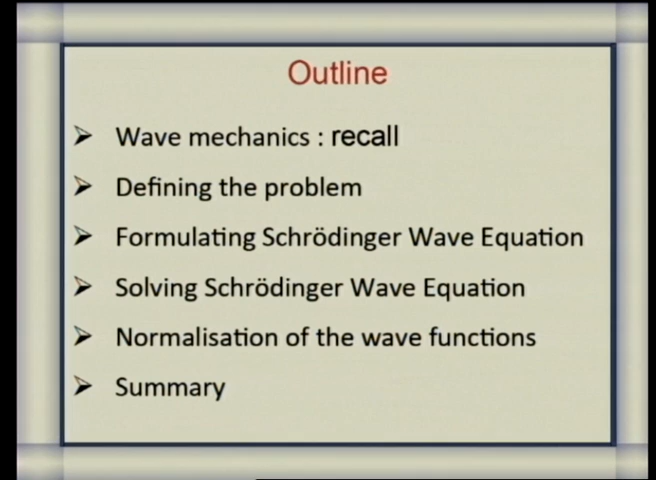 Outline
Wave mechanics : recall
Defining the problem
Formulating Schrödinger Wave Equation
Solving Schrödinger Wave Equation
Normalisation of the wave functions
Summary